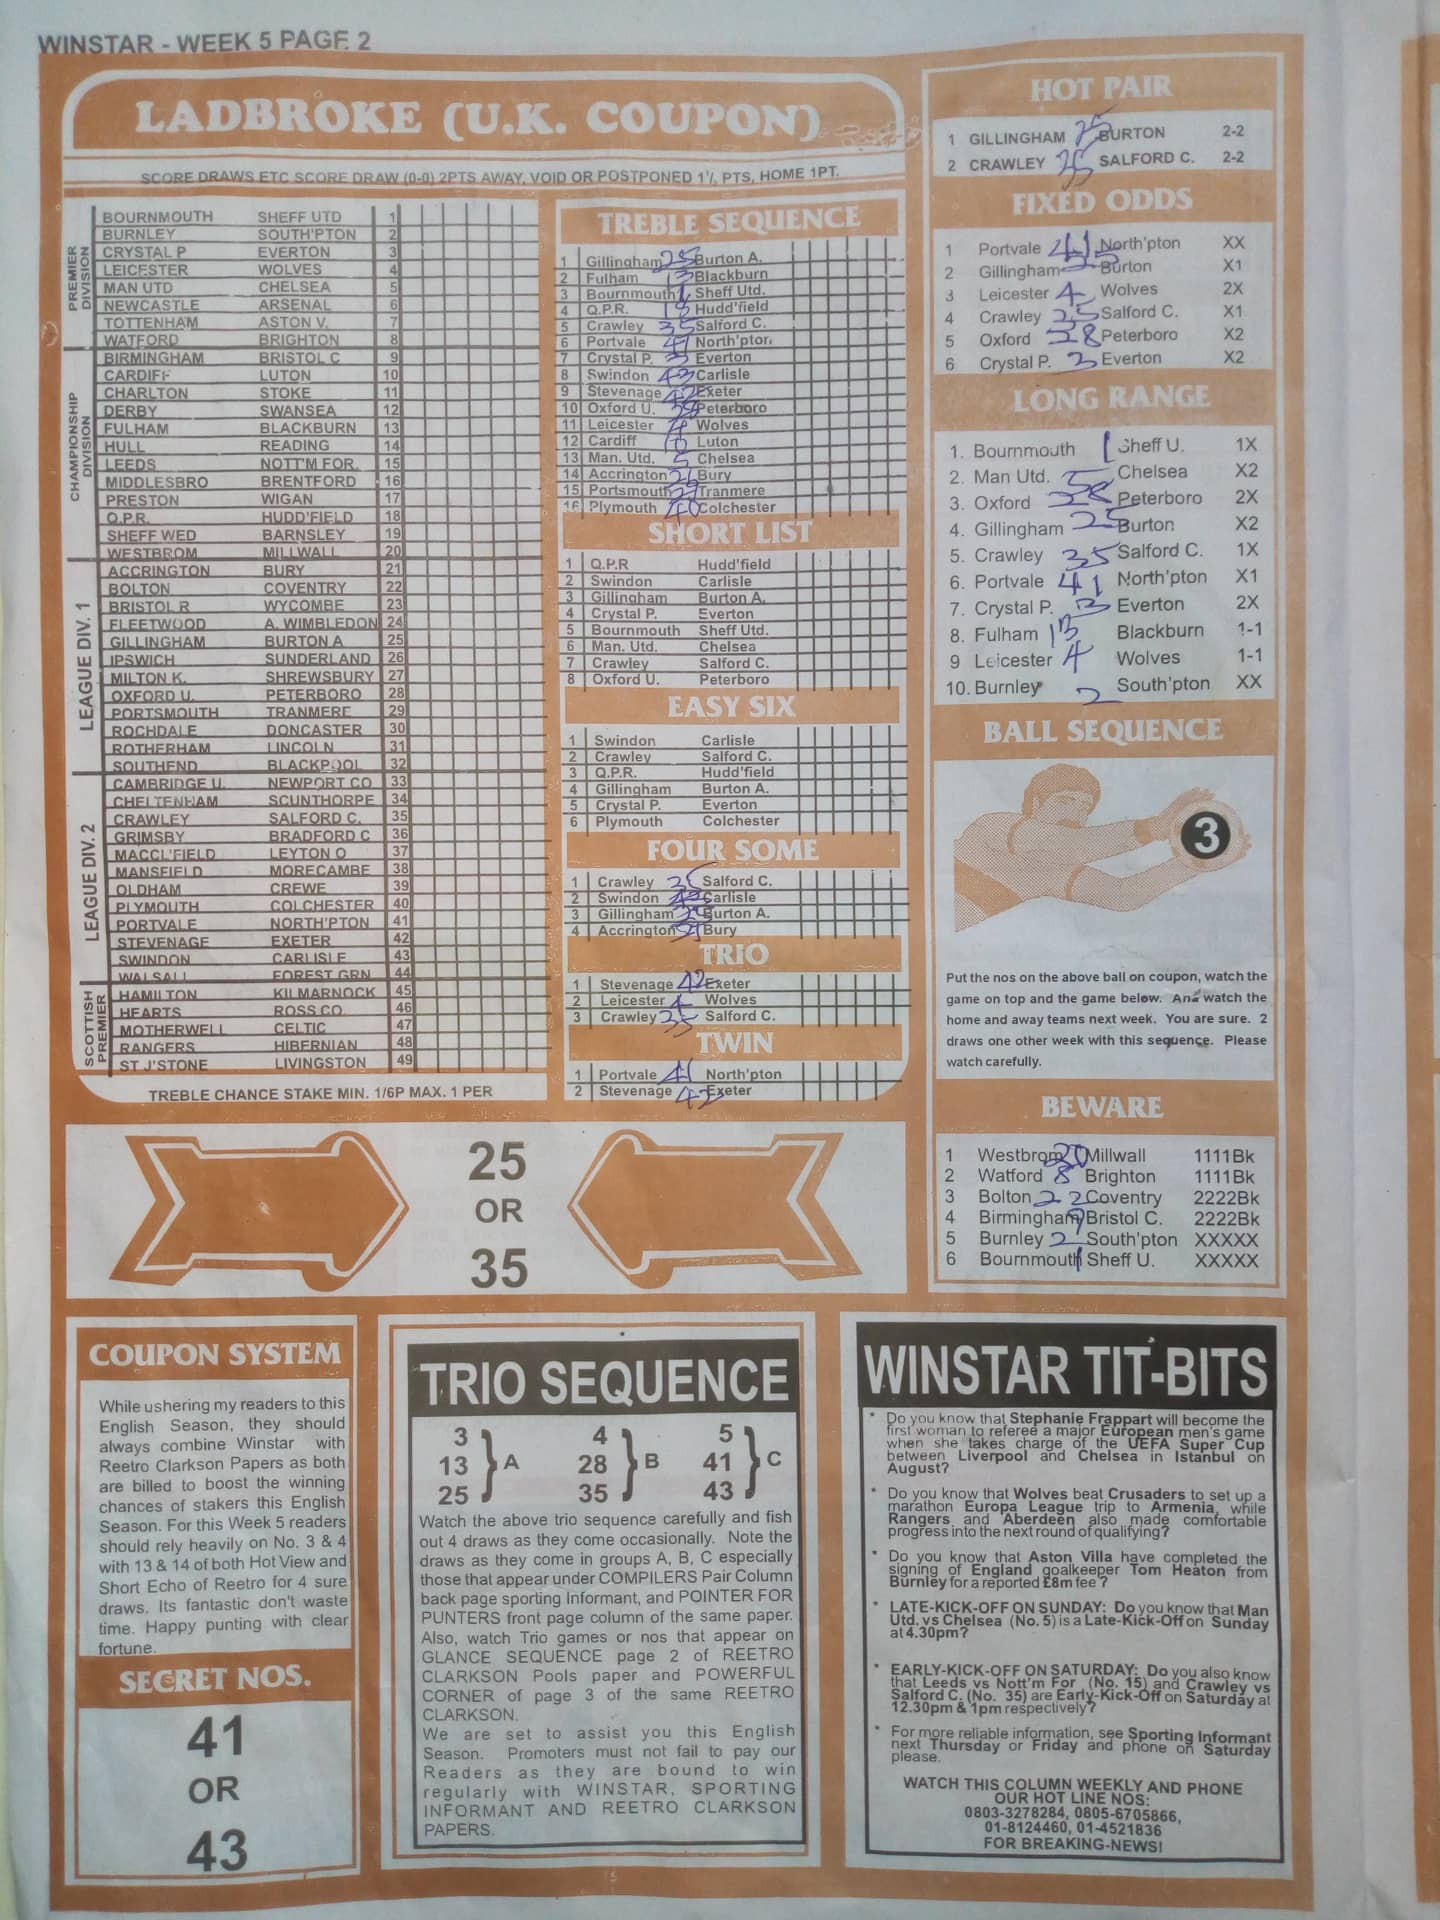 WINSTAR - WEEK 5 PAGE 2
LADBROKE (U.K. COUPON)
SCORE DRAWS ETC SCORE DRAW (0-0) 2PTS AWAY, VOID OR POSTPONED 1½ PTS, HOME 1PT.
PREMIER DIVISION
BOURNMOUTH SHEFF UTD 1
BURNLEY SOUTH'PTON 2
CRYSTAL P EVERTON 3
LEICESTER WOLVES 4
MAN UTD CHELSEA 5
NEWCASTLE ARSENAL 6
TOTTENHAM ASTON V. 7
WATFORD BRIGHTON 8
CHAMPIONSHIP DIVISION
BIRMINGHAM BRISTOL C 9
CARDIFF LUTON 10
CHARLTON STOKE 11
DERBY SWANSEA 12
FULHAM BLACKBURN 13
HULL READING 14
LEEDS NOTT'M FOR. 15
MIDDLESBRO BRENTFORD 16
PRESTON WIGAN 17
Q.P.R. HUDD'FIELD 18
SHEFF WED BARNSLEY 19
WESTBROM MILLWALL 20
LEAGUE DIV. 1
ACCRINGTON BURY 21
BOLTON COVENTRY 22
BRISTOL R WYCOMBE 23
FLEETWOOD A. WIMBLEDON 24
GILLINGHAM BURTON A 25
IPSWICH SUNDERLAND 26
MILTON K. SHREWSBURY 27
OXFORD U. PETERBORO 28
PORTSMOUTH TRANMERE 29
ROCHDALE DONCASTER 30
ROTHERHAM LINCOLN 31
SOUTHEND BLACKPOOL 32
LEAGUE DIV. 2
CAMBRIDGE U. NEWPORT CO 33
CHELTENHAM SCUNTHORPE 34
CRAWLEY SALFORD C. 35
GRIMSBY BRADFORD C 36
MACCL'FIELD LEYTON O 37
MANSFIELD MORECAMBE 38
OLDHAM CREWE 39
PLYMOUTH COLCHESTER 40
PORTVALE NORTH'PTON 41
STEVENAGE EXETER 42
SWINDON CARLISLE 43
WALSALL FOREST GRN 44
SCOTTISH PREMIER
HAMILTON KILMARNOCK 45
HEARTS ROSS CO. 46
MOTHERWELL CELTIC 47
RANGERS HIBERNIAN 48
ST J'STONE LIVINGSTON 49
TREBLE CHANCE STAKE MIN. 1/6P MAX. 1 PER
TREBLE SEQUENCE
1 Gillingham 25 Burton A.
2 Fulham 13 Blackburn
3 Bournmouth 1 Sheff Utd.
4 Q.P.R. 18 Hudd'field
5 Crawley 35 Salford C.
6 Portvale 41 North'pton
7 Crystal P. 3 Everton
8 Swindon 43 Carlisle
9 Stevenage 42 Exeter
10 Oxford U. 28 Peterboro
11 Leicester 4 Wolves
12 Cardiff 10 Luton
13 Man. Utd. 5 Chelsea
14 Accrington 21 Bury
15 Portsmouth 29 Tranmere
16 Plymouth 40 Colchester
SHORT LIST
1 Q.P.R Hudd'field
2 Swindon Carlisle
3 Gillingham Burton A.
4 Crystal P. Everton
5 Bournmouth Sheff Utd.
6 Man. Utd. Chelsea
7 Crawley Salford C.
8 Oxford U. Peterboro
EASY SIX
1 Swindon Carlisle
2 Crawley Salford C.
3 Q.P.R. Hudd'field
4 Gillingham Burton A.
5 Crystal P. Everton
6 Plymouth Colchester
FOUR SOME
1 Crawley 35 Salford C.
2 Swindon 43 Carlisle
3 Gillingham 25 Burton A.
4 Accrington 21 Bury
TRIO
1 Stevenage 42 Exeter
2 Leicester 4 Wolves
3 Crawley 35 Salford C.
TWIN
1 Portvale 41 North'pton
2 Stevenage 42 Exeter
HOT PAIR
1 GILLINGHAM 25 BURTON 2-2
2 CRAWLEY 35 SALFORD C. 2-2
FIXED ODDS
1 Portvale 41 North'pton XX
2 Gillingham 25 Burton X1
3 Leicester 4 Wolves 2X
4 Crawley 35 Salford C. X1
5 Oxford 28 Peterboro X2
6 Crystal P. 3 Everton X2
LONG RANGE
1. Bournmouth 1 Sheff U. 1X
2. Man Utd. 5 Chelsea X2
3. Oxford 28 Peterboro 2X
4. Gillingham 25 Burton X2
5. Crawley 35 Salford C. 1X
6. Portvale 41 North'pton X1
7. Crystal P. 3 Everton 2X
8. Fulham 13 Blackburn 1-1
9 Leicester 4 Wolves 1-1
10. Burnley 2 South'pton XX
BALL SEQUENCE
3
Put the nos on the above ball on coupon, watch the
game on top and the game below. And watch the
home and away teams next week. You are sure. 2
draws one other week with this sequence. Please
watch carefully.
BEWARE
1 Westbrom 20 Millwall 1111Bk
2 Watford 8 Brighton 1111Bk
3 Bolton 22 Coventry 2222Bk
4 Birmingham 9 Bristol C. 2222Bk
5 Burnley 2 South'pton XXXXX
6 Bournmouth 1 Sheff U. XXXXX
25
OR
35
COUPON SYSTEM
While ushering my readers to this
English Season, they should
always combine Winstar with
Reetro Clarkson Papers as both
are billed to boost the winning
chances of stakers this English
Season. For this Week 5 readers
should rely heavily on No. 3 & 4
with 13 & 14 of both Hot View and
Short Echo of Reetro for 4 sure
draws. Its fantastic don't waste
time. Happy punting with clear
fortune.
SECRET NOS.
41
OR
43
TRIO SEQUENCE
3 4 5
13 A 28 B 41 C
25 35 43
Watch the above trio sequence carefully and fish
out 4 draws as they come occasionally. Note the
draws as they come in groups A, B, C especially
those that appear under COMPILERS Pair Column
back page sporting Informant, and POINTER FOR
PUNTERS front page column of the same paper.
Also, watch Trio games or nos that appear on
GLANCE SEQUENCE page 2 of REETRO
CLARKSON Pools paper and POWERFUL
CORNER of page 3 of the same REETRO
CLARKSON.
We are set to assist you this English
Season. Promoters must not fail to pay our
Readers as they are bound to win
regularly with WINSTAR, SPORTING
INFORMANT AND REETRO CLARKSON
PAPERS.
WINSTAR TIT-BITS
* Do you know that Stephanie Frappart will become the
first woman to referee a major European men's game
when she takes charge of the UEFA Super Cup
between Liverpool and Chelsea in Istanbul on
August?
* Do you know that Wolves beat Crusaders to set up a
marathon Europa League trip to Armenia, while
Rangers and Aberdeen also made comfortable
progress into the next round of qualifying?
* Do you know that Aston Villa have completed the
signing of England goalkeeper Tom Heaton from
Burnley for a reported £8m fee ?
* LATE-KICK-OFF ON SUNDAY: Do you know that Man
Utd. vs Chelsea (No. 5) is a Late-Kick-Off on Sunday
at 4.30pm?
* EARLY-KICK-OFF ON SATURDAY: Do you also know
that Leeds vs Nott'm For (No. 15) and Crawley vs
Salford C. (No. 35) are Early-Kick-Off on Saturday at
12.30pm & 1pm respectively?
* For more reliable information, see Sporting Informant
next Thursday or Friday and phone on Saturday
please.
WATCH THIS COLUMN WEEKLY AND PHONE
OUR HOT LINE NOS:
0803-3278284, 0805-6705866,
01-8124460, 01-4521836
FOR BREAKING-NEWS!